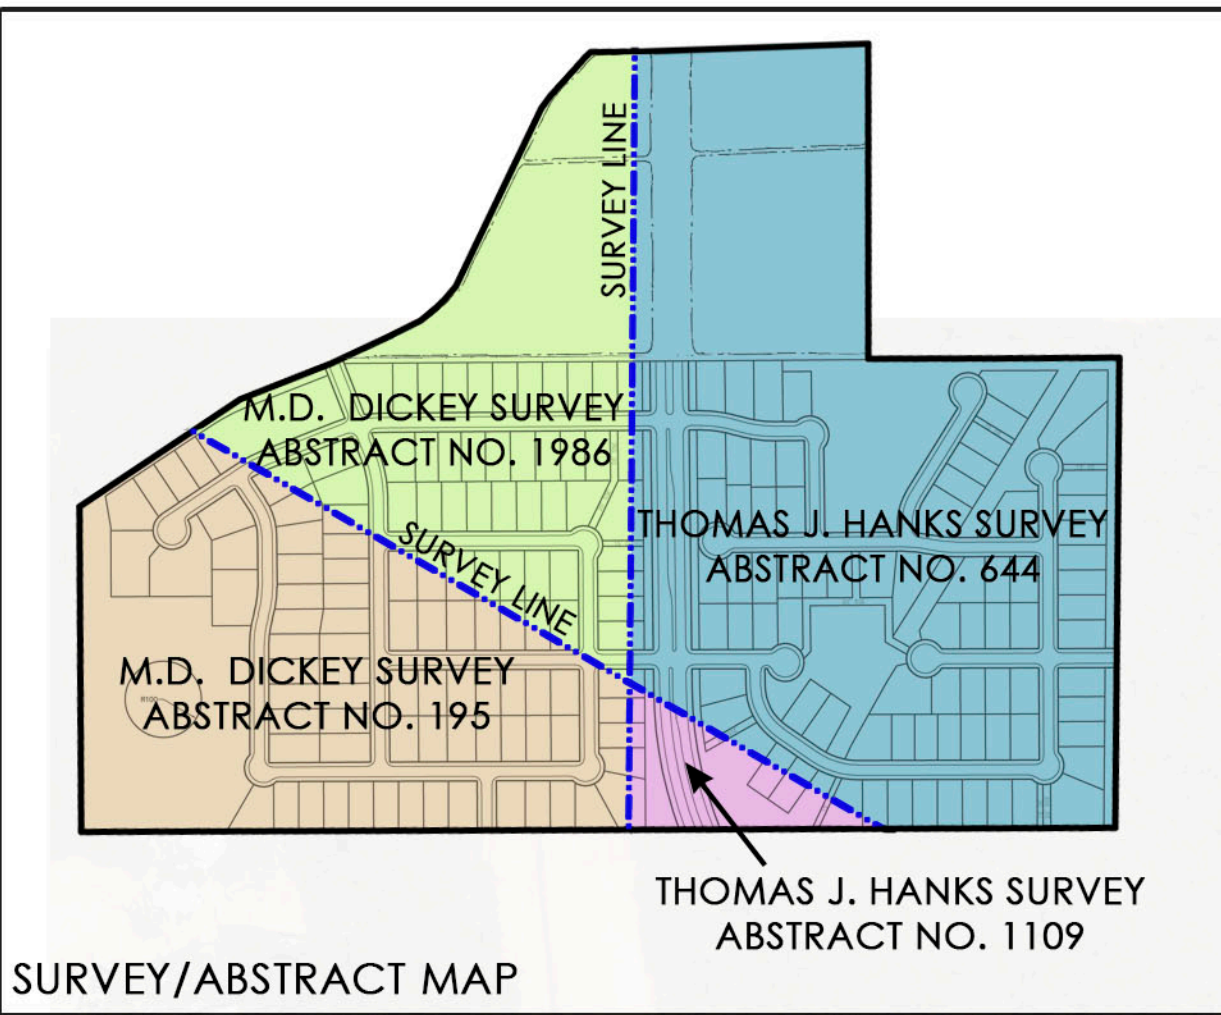 SURVEY LINE
M.D. DICKEY SURVEY
ABSTRACT NO. 1986
SURVEY LINE
THOMAS J. HANKS SURVEY
ABSTRACT NO. 644
M.D. DICKEY SURVEY
ABSTRACT NO. 195
THOMAS J. HANKS SURVEY
ABSTRACT NO. 1109
SURVEY/ABSTRACT MAP